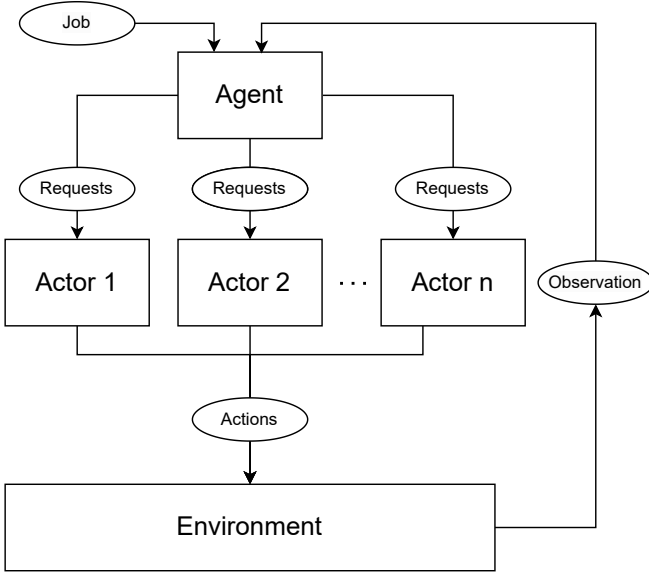 Job
Agent
Requests
Requests
Requests
Actor 1
Actor 2
. . .
Actor n
Observation
Actions
Environment